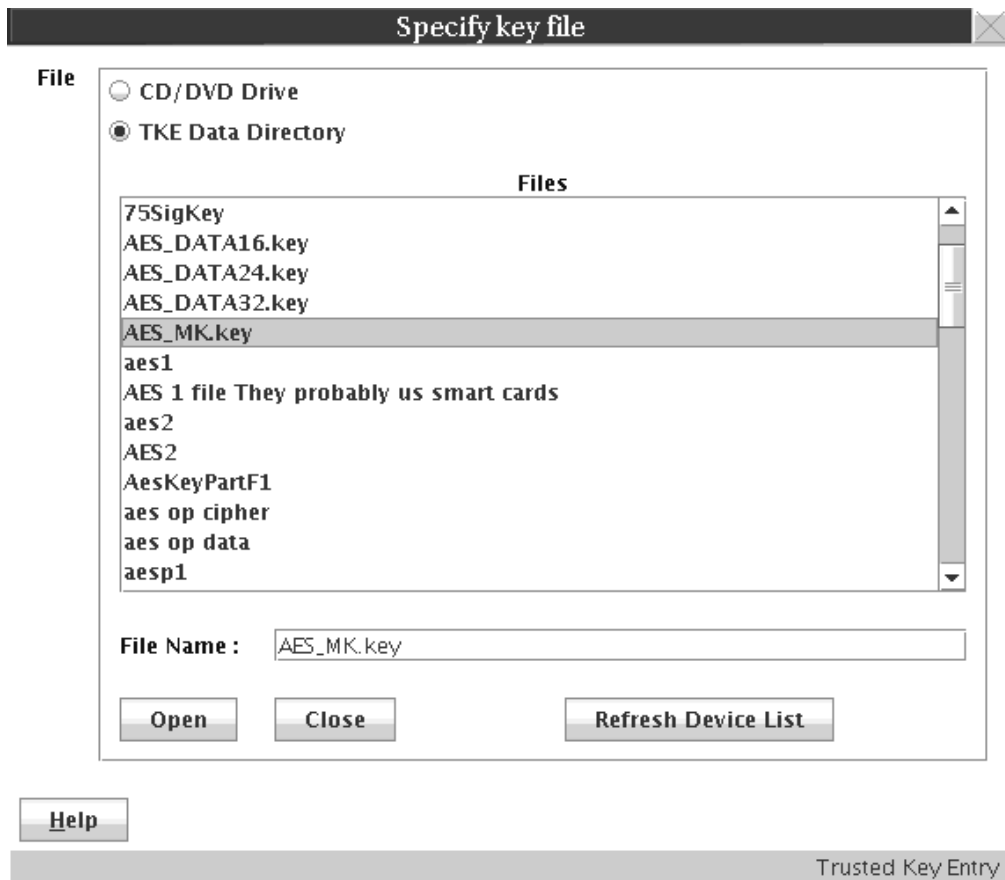 Specify key file
File
CD/DVD Drive
TKE Data Directory
Files
75SigKey
AES_DATA16.key
AES_DATA24.key
AES_DATA32.key
AES_MK.key
aes1
AES 1 file They probably us smart cards
aes2
AES2
AesKeyPartF1
aes op cipher
aes op data
aesp1
File Name : AES_MK.key
Open Close Refresh Device List
Help
Trusted Key Entry